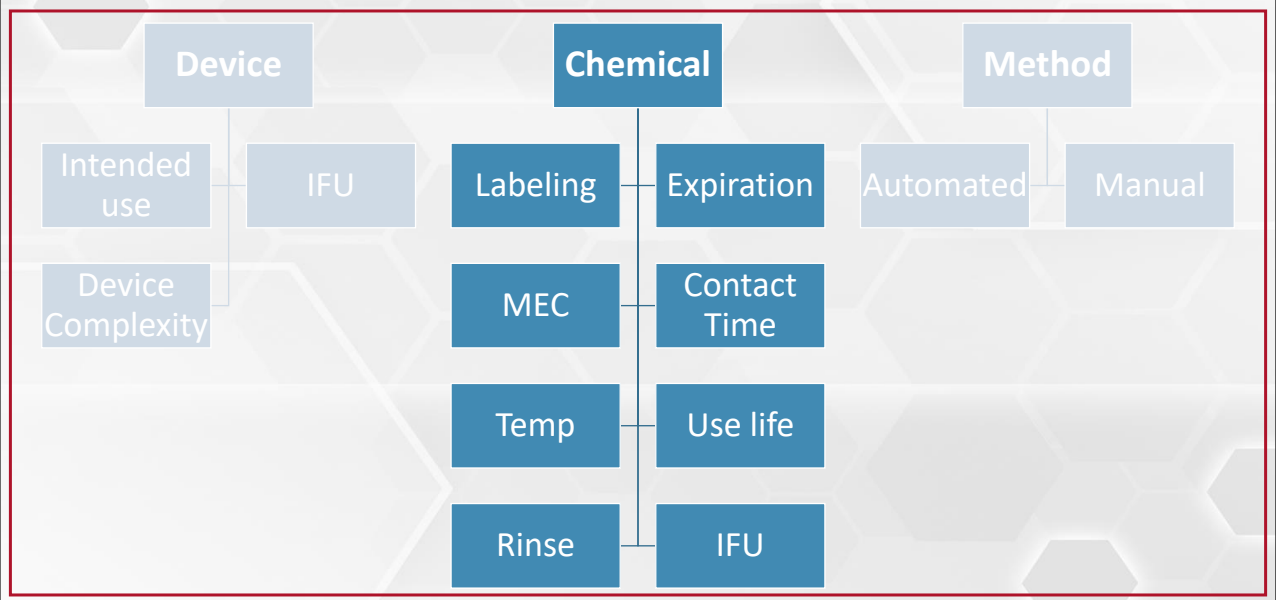 Device
Intended
use
IFU
Device
Complexity
Chemical
Labeling
Expiration
MEC
Contact
Time
Temp
Use life
Rinse
IFU
Method
Automated
Manual